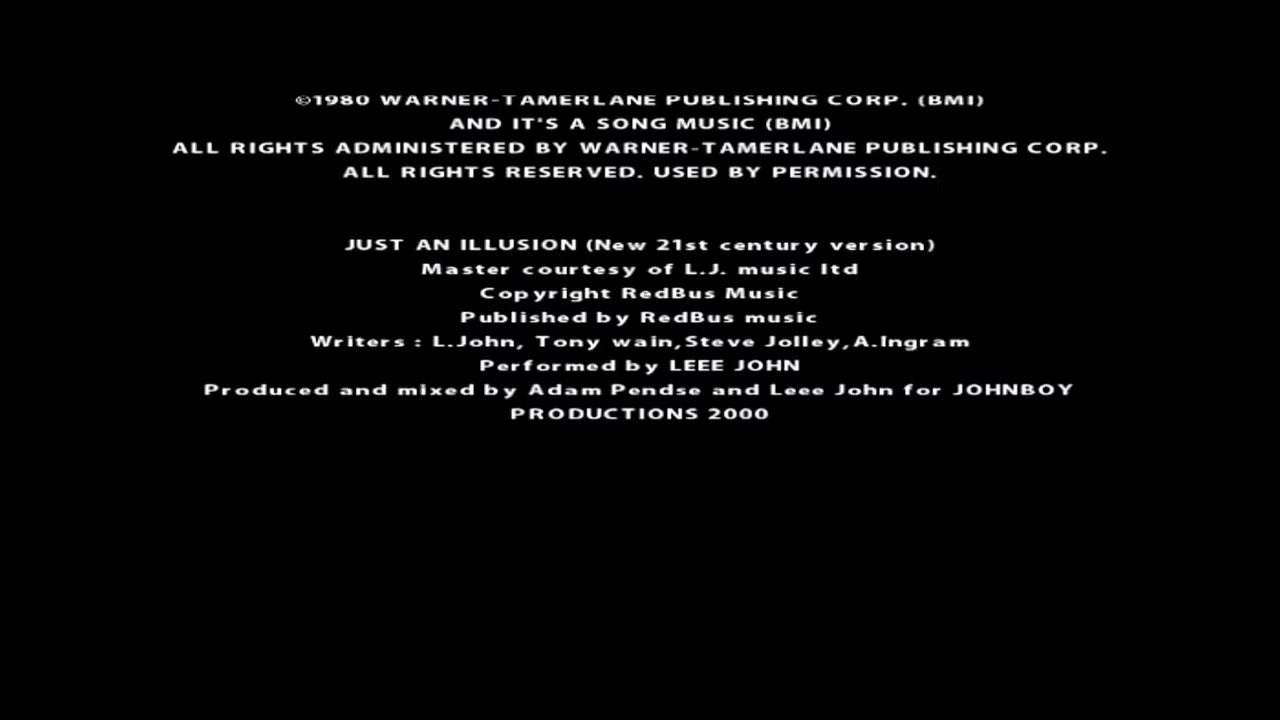 ©1980 WARNER-TAMERLANE PUBLISHING CORP. (BMI)
AND IT'S A SONG MUSIC (BMI)
ALL RIGHTS ADMINISTERED BY WARNER-TAMERLANE PUBLISHING CORP.
ALL RIGHTS RESERVED. USED BY PERMISSION.
JUST AN ILLUSION (New 21st century version)
Master courtesy of L.J. music ltd
Copyright RedBus Music
Published by RedBus music
Writers : L.John, Tony wain,Steve Jolley,A.Ingram
Performed by LEEE JOHN
Produced and mixed by Adam Pendse and Leee John for JOHNBOY
PRODUCTIONS 2000